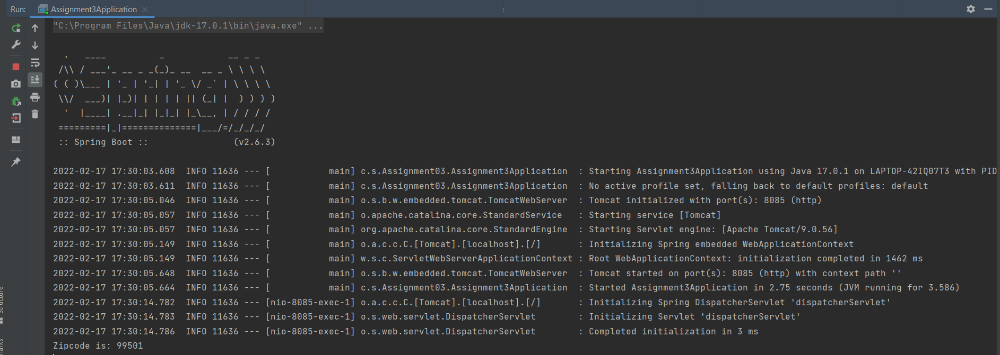 Run: Assignment3Application
"C:\Program Files\Java\jdk-17.0.1\bin\java.exe" ...
  .   ____          _            __ _ _
 /\\ / ___'_ __ _ _(_)_ __  __ _ \ \ \ \
( ( )\___ | '_ | '_| | '_ \/ _` | \ \ \ \
 \\/  ___)| |_)| | | | | || (_| |  ) ) ) )
  '  |____| .__|_| |_|_| |_\__, | / / / /
 =========|_|==============|___/=/_/_/_/
 :: Spring Boot ::                (v2.6.3)
2022-02-17 17:30:03.608  INFO 11636 --- [           main] c.s.Assignment03.Assignment3Application  : Starting Assignment3Application using Java 17.0.1 on LAPTOP-42IQ07T3 with PID
2022-02-17 17:30:03.611  INFO 11636 --- [           main] c.s.Assignment03.Assignment3Application  : No active profile set, falling back to default profiles: default
2022-02-17 17:30:05.046  INFO 11636 --- [           main] o.s.b.w.embedded.tomcat.TomcatWebServer  : Tomcat initialized with port(s): 8085 (http)
2022-02-17 17:30:05.057  INFO 11636 --- [           main] o.apache.catalina.core.StandardService   : Starting service [Tomcat]
2022-02-17 17:30:05.057  INFO 11636 --- [           main] org.apache.catalina.core.StandardEngine  : Starting Servlet engine: [Apache Tomcat/9.0.56]
2022-02-17 17:30:05.149  INFO 11636 --- [           main] o.a.c.c.C.[Tomcat].[localhost].[/]       : Initializing Spring embedded WebApplicationContext
2022-02-17 17:30:05.149  INFO 11636 --- [           main] w.s.c.ServletWebServerApplicationContext : Root WebApplicationContext: initialization completed in 1462 ms
2022-02-17 17:30:05.648  INFO 11636 --- [           main] o.s.b.w.embedded.tomcat.TomcatWebServer  : Tomcat started on port(s): 8085 (http) with context path ''
2022-02-17 17:30:05.664  INFO 11636 --- [           main] c.s.Assignment03.Assignment3Application  : Started Assignment3Application in 2.75 seconds (JVM running for 3.586)
2022-02-17 17:30:14.782  INFO 11636 --- [nio-8085-exec-1] o.a.c.c.C.[Tomcat].[localhost].[/]       : Initializing Spring DispatcherServlet 'dispatcherServlet'
2022-02-17 17:30:14.783  INFO 11636 --- [nio-8085-exec-1] o.s.web.servlet.DispatcherServlet        : Initializing Servlet 'dispatcherServlet'
2022-02-17 17:30:14.786  INFO 11636 --- [nio-8085-exec-1] o.s.web.servlet.DispatcherServlet        : Completed initialization in 3 ms
Zipcode is: 99501